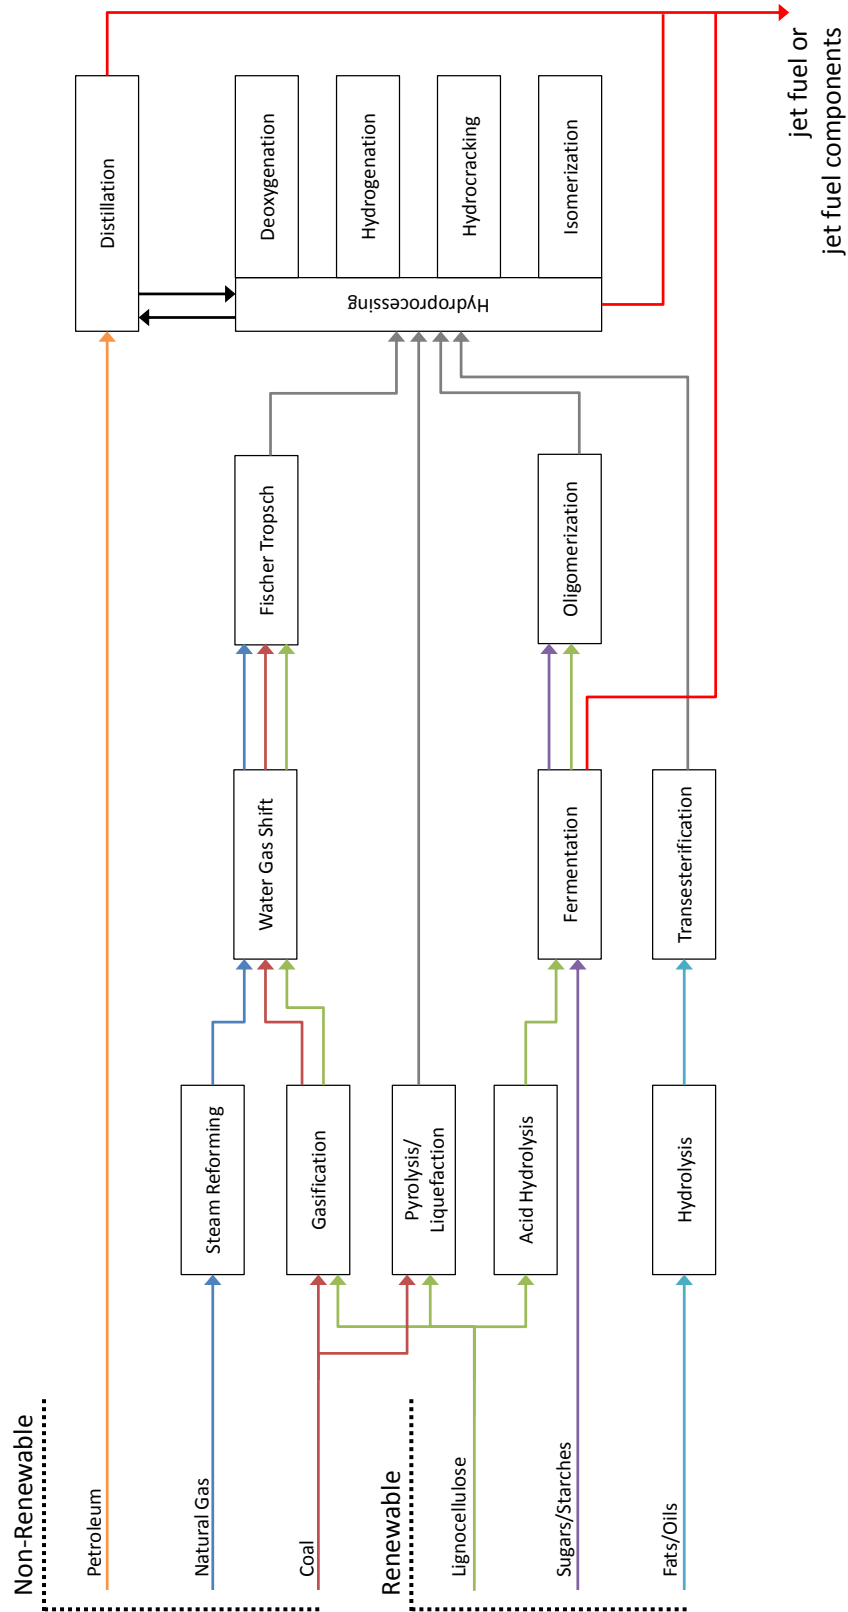 Non-Renewable
Petroleum
Natural Gas
Coal
Renewable
Lignocellulose
Sugars/Starches
Fats/Oils
Steam Reforming
Gasification
Pyrolysis/
Liquefaction
Acid Hydrolysis
Hydrolysis
Water Gas Shift
Fermentation
Transesterification
Fischer Tropsch
Oligomerization
Distillation
Hydroprocessing
Deoxygenation
Hydrogenation
Hydrocracking
Isomerization
jet fuel or
jet fuel components